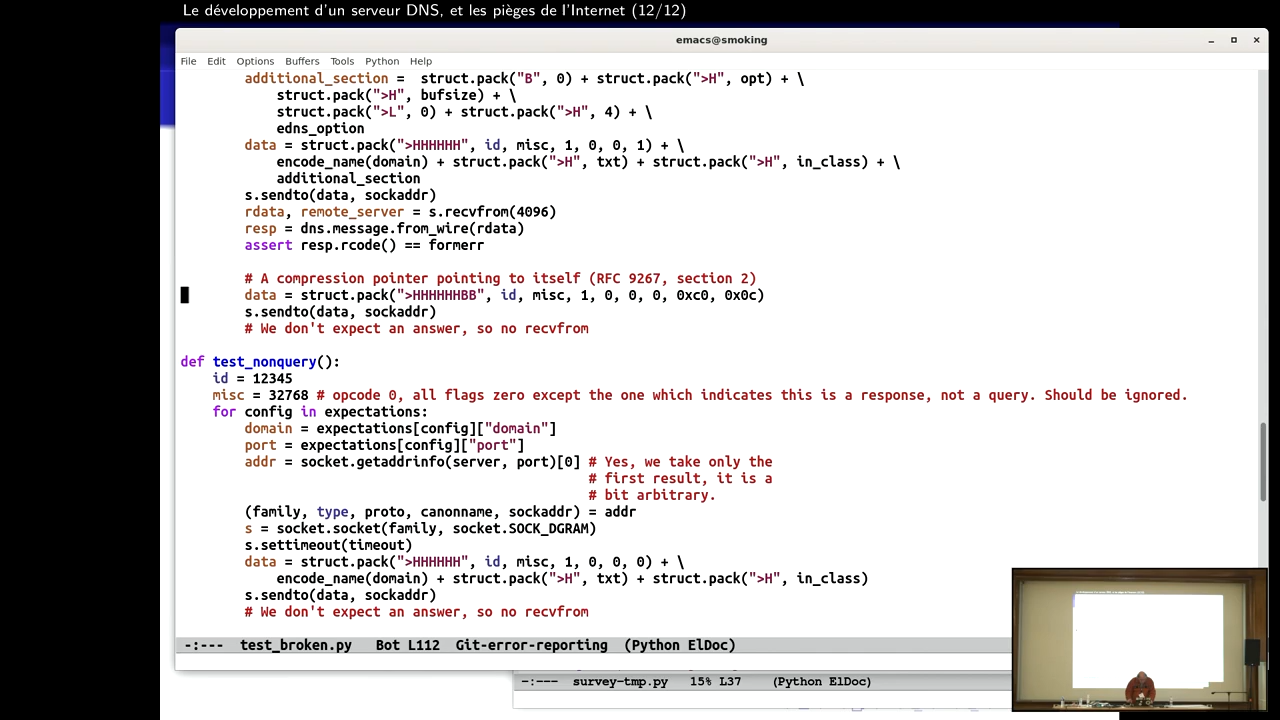 Le développement d'un serveur DNS, et les pièges de l'Internet (12/12)
emacs@smoking
File Edit Options Buffers Tools Python Help
additional_section =  struct.pack("B", 0) + struct.pack(">H", opt) + \
struct.pack(">H", bufsize) + \
struct.pack(">L", 0) + struct.pack(">H", 4) + \
edns_option
data = struct.pack(">HHHHHH", id, misc, 1, 0, 0, 1) + \
encode_name(domain) + struct.pack(">H", txt) + struct.pack(">H", in_class) + \
additional_section
s.sendto(data, sockaddr)
rdata, remote_server = s.recvfrom(4096)
resp = dns.message.from_wire(rdata)
assert resp.rcode() == formerr
# A compression pointer pointing to itself (RFC 9267, section 2)
data = struct.pack(">HHHHHHBB", id, misc, 1, 0, 0, 0, 0xc0, 0x0c)
s.sendto(data, sockaddr)
# We don't expect an answer, so no recvfrom
def test_nonquery():
id = 12345
misc = 32768 # opcode 0, all flags zero except the one which indicates this is a response, not a query. Should be ignored.
for config in expectations:
domain = expectations[config]["domain"]
port = expectations[config]["port"]
addr = socket.getaddrinfo(server, port)[0] # Yes, we take only the
# first result, it is a
# bit arbitrary.
(family, type, proto, canonname, sockaddr) = addr
s = socket.socket(family, socket.SOCK_DGRAM)
s.settimeout(timeout)
data = struct.pack(">HHHHHH", id, misc, 1, 0, 0, 0) + \
encode_name(domain) + struct.pack(">H", txt) + struct.pack(">H", in_class)
s.sendto(data, sockaddr)
# We don't expect an answer, so no recvfrom
-:--- test_broken.py Bot L112 Git-error-reporting (Python ElDoc)
-:--- survey-tmp.py 15% L37 (Python ElDoc)